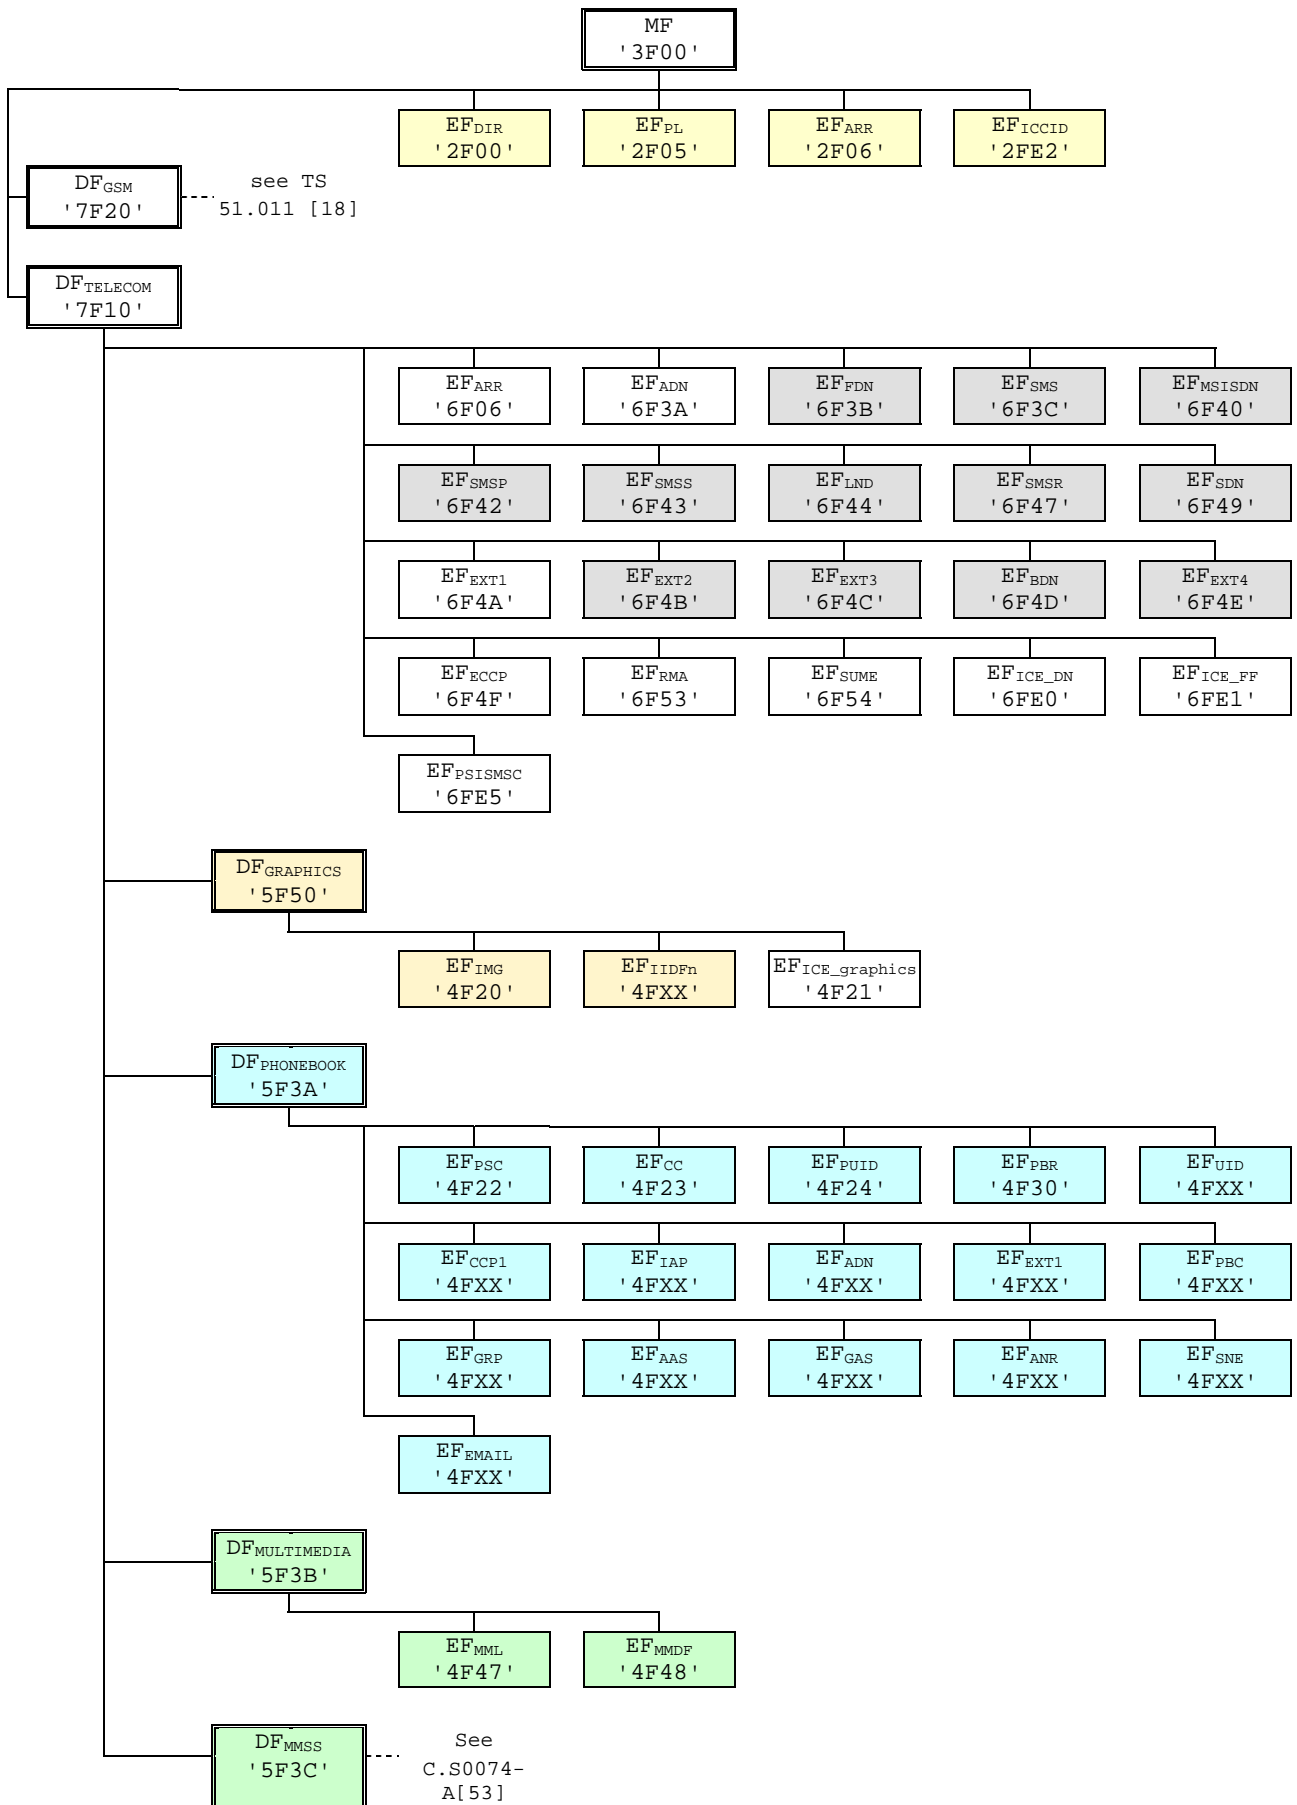 MF
'3F00'
EFDIR EFPL EFARR EFICCID
'2F00' '2F05' '2F06' '2FE2'
DFGSM see TS
'7F20' 51.011 [18]
DFTELECOM
'7F10'
EFARR EFADN EFFDN EFSMS EFMSISDN
'6F06' '6F3A' '6F3B' '6F3C' '6F40'
EFSMSP EFSMSS EFLND EFSMSR EFSDN
'6F42' '6F43' '6F44' '6F47' '6F49'
EFEXT1 EFEXT2 EFEXT3 EFBDN EFEXT4
'6F4A' '6F4B' '6F4C' '6F4D' '6F4E'
EFECCP EFRMA EFSUME EFICE_DN EFICE_FF
'6F4F' '6F53' '6F54' '6FE0' '6FE1'
EFPSISMSC
'6FE5'
DFGRAPHICS
'5F50'
EFIMG EFIIDFn EFICE_graphics
'4F20' '4FXX' '4F21'
DFPHONEBOOK
'5F3A'
EFPSC EFCC EFPUID EFPBR EFUID
'4F22' '4F23' '4F24' '4F30' '4FXX'
EFCCP1 EFIAP EFADN EFEXT1 EFPBC
'4FXX' '4FXX' '4FXX' '4FXX' '4FXX'
EFGRP EFAAS EFGAS EFANR EFSNE
'4FXX' '4FXX' '4FXX' '4FXX' '4FXX'
EFEMAIL
'4FXX'
DFMULTIMEDIA
'5F3B'
EFMML EFMMDF
'4F47' '4F48'
DFMMSS See
'5F3C' C.S0074-
A[53]